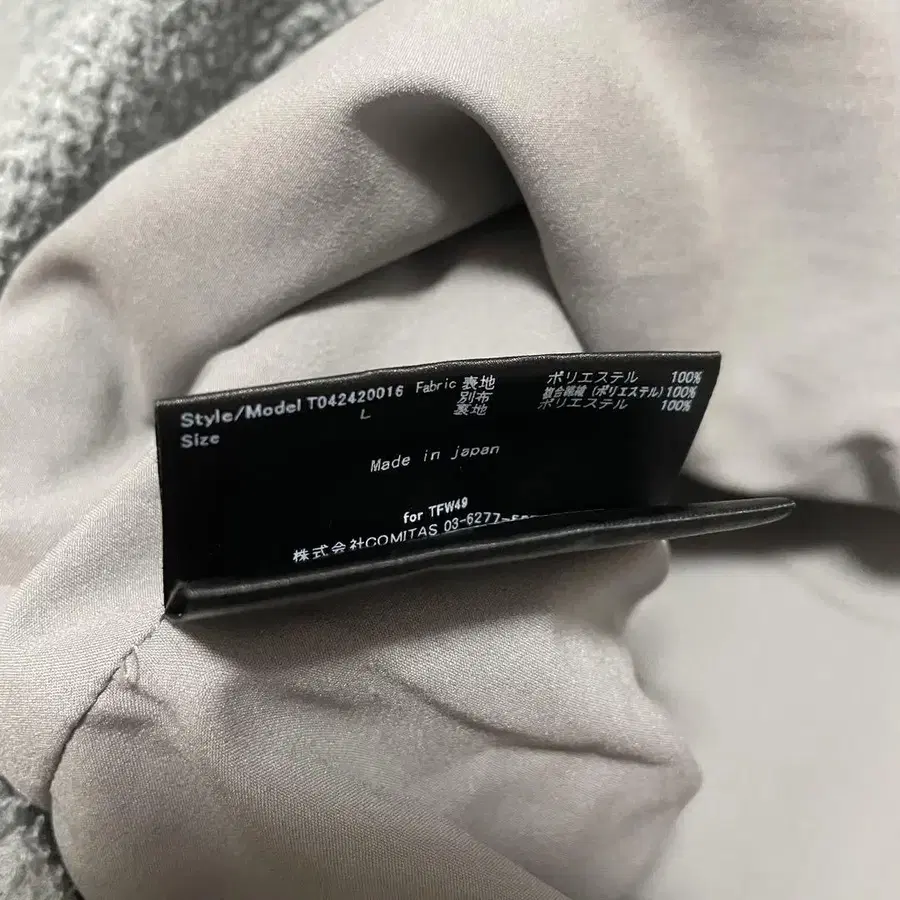 Style/Model T042420016 Fabric 表地 ポリエステル 100%
別布 複合繊維 (ポリエステル) 100%
Size L 裏地 ポリエステル 100%
Made in japan
for TFW49
株式会社COMITAS 03-6277-